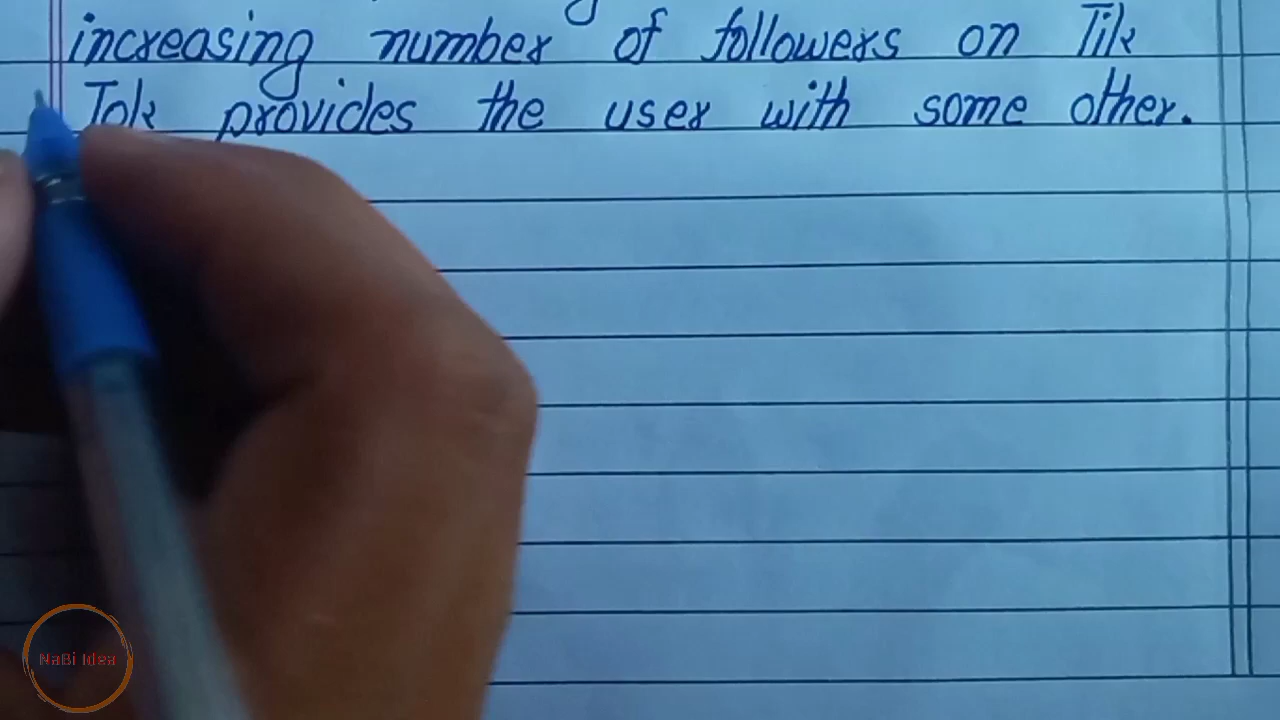 increasing number of followers on Tik
Tok provides the user with some other.
NaBi Idea